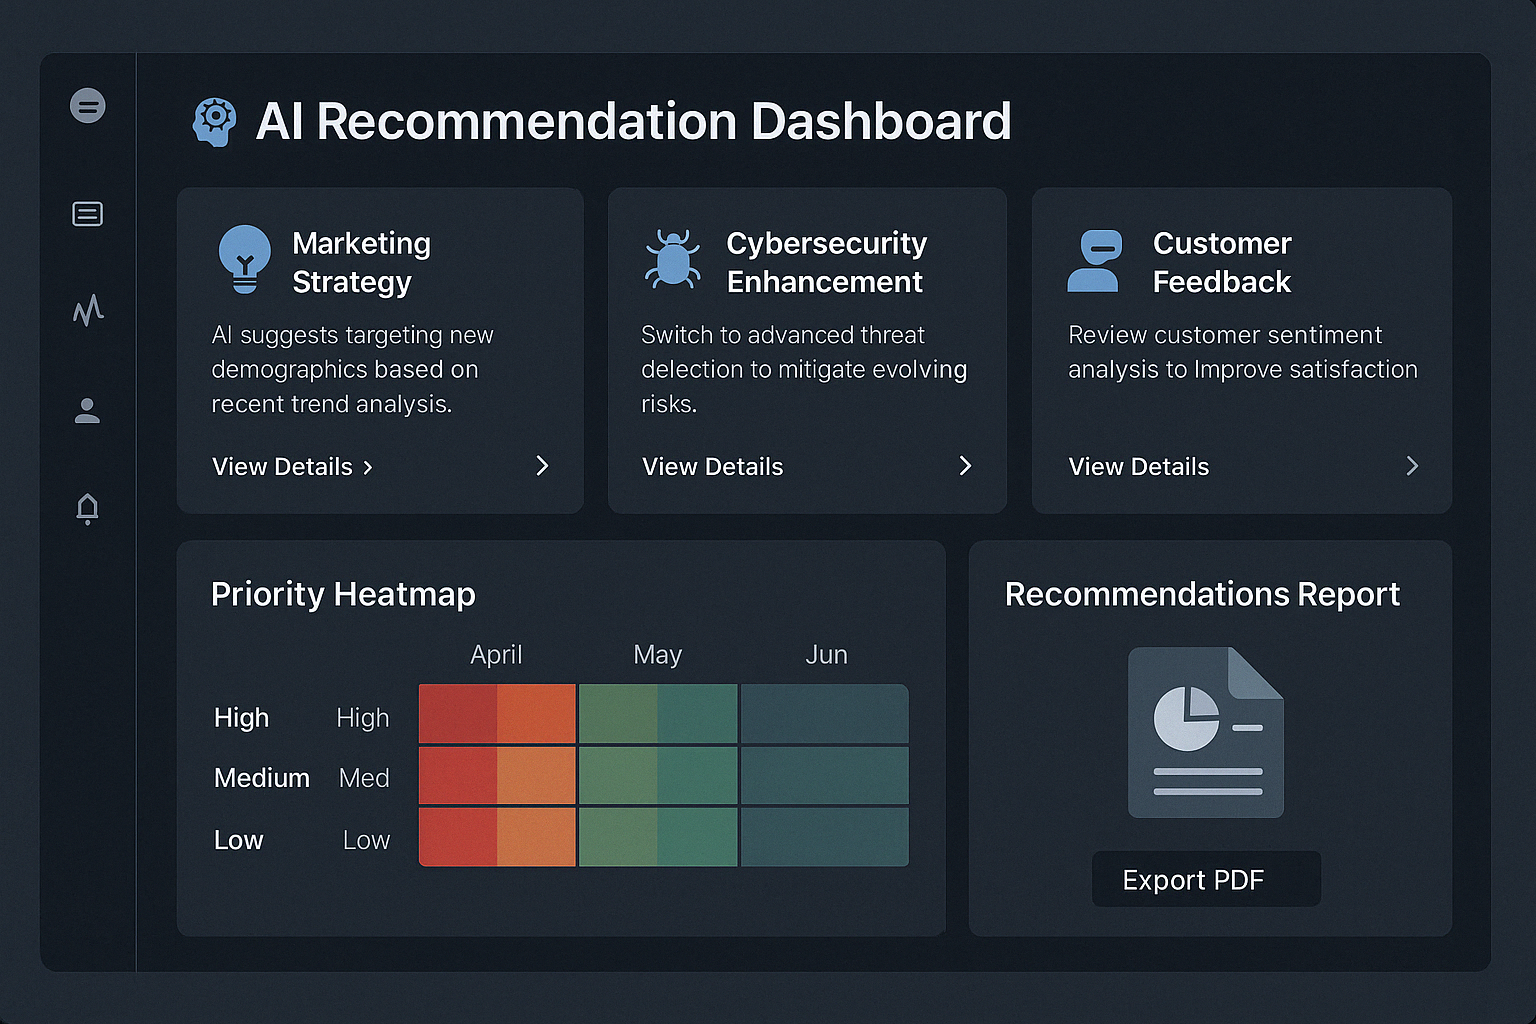 AI Recommendation Dashboard
Marketing
Strategy
AI suggests targeting new
demographics based on
recent trend analysis.
View Details ›
Cybersecurity
Enhancement
Switch to advanced threat
delection to mitigate evolving
risks.
View Details
Customer
Feedback
Review customer sentiment
analysis to Improve satisfaction
View Details
Priority Heatmap
April May Jun
High High
Medium Med
Low Low
Recommendations Report
Export PDF